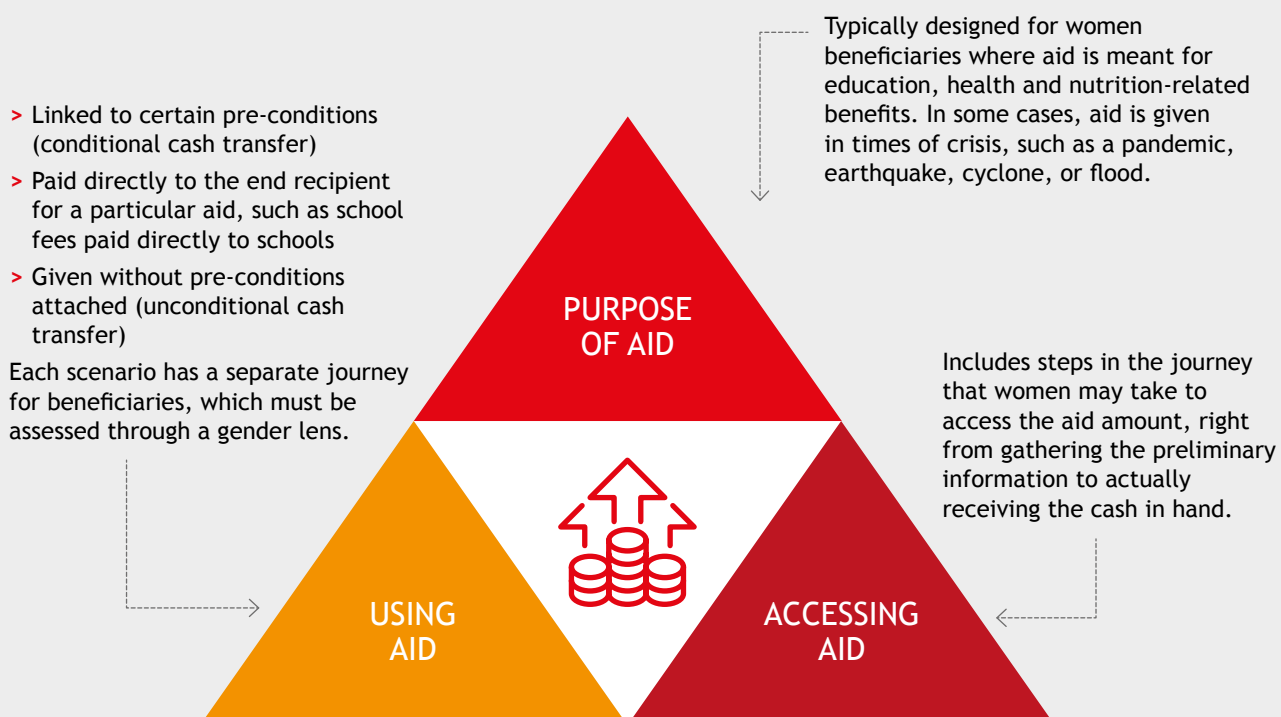 Typically designed for women
beneficiaries where aid is meant for
education, health and nutrition-related
benefits. In some cases, aid is given
in times of crisis, such as a pandemic,
earthquake, cyclone, or flood.
> Linked to certain pre-conditions
(conditional cash transfer)
> Paid directly to the end recipient
for a particular aid, such as school
fees paid directly to schools
> Given without pre-conditions
attached (unconditional cash
transfer)
Each scenario has a separate journey
for beneficiaries, which must be
assessed through a gender lens.
PURPOSE
OF AID
Includes steps in the journey
that women may take to
access the aid amount, right
from gathering the preliminary
information to actually
receiving the cash in hand.
USING
AID
ACCESSING
AID